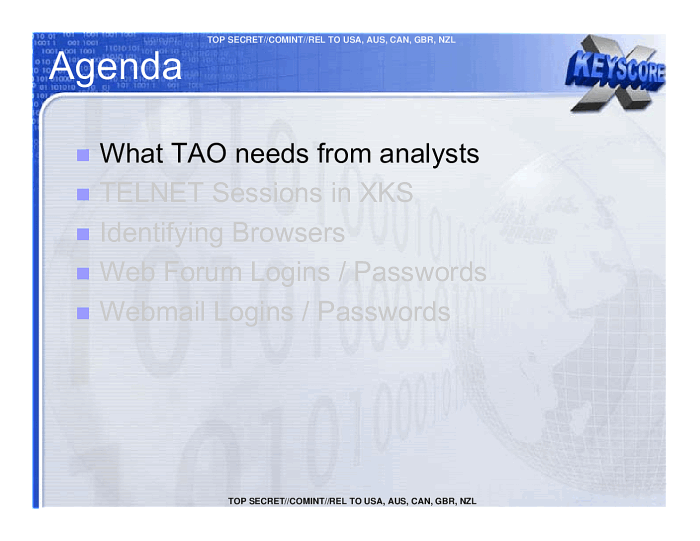 TOP SECRET//COMINT//REL TO USA, AUS, CAN, GBR, NZL
Agenda
KEYSCORE
What TAO needs from analysts
TELNET Sessions in XKS
Identifying Browsers
Web Forum Logins / Passwords
Webmail Logins / Passwords
TOP SECRET//COMINT//REL TO USA, AUS, CAN, GBR, NZL